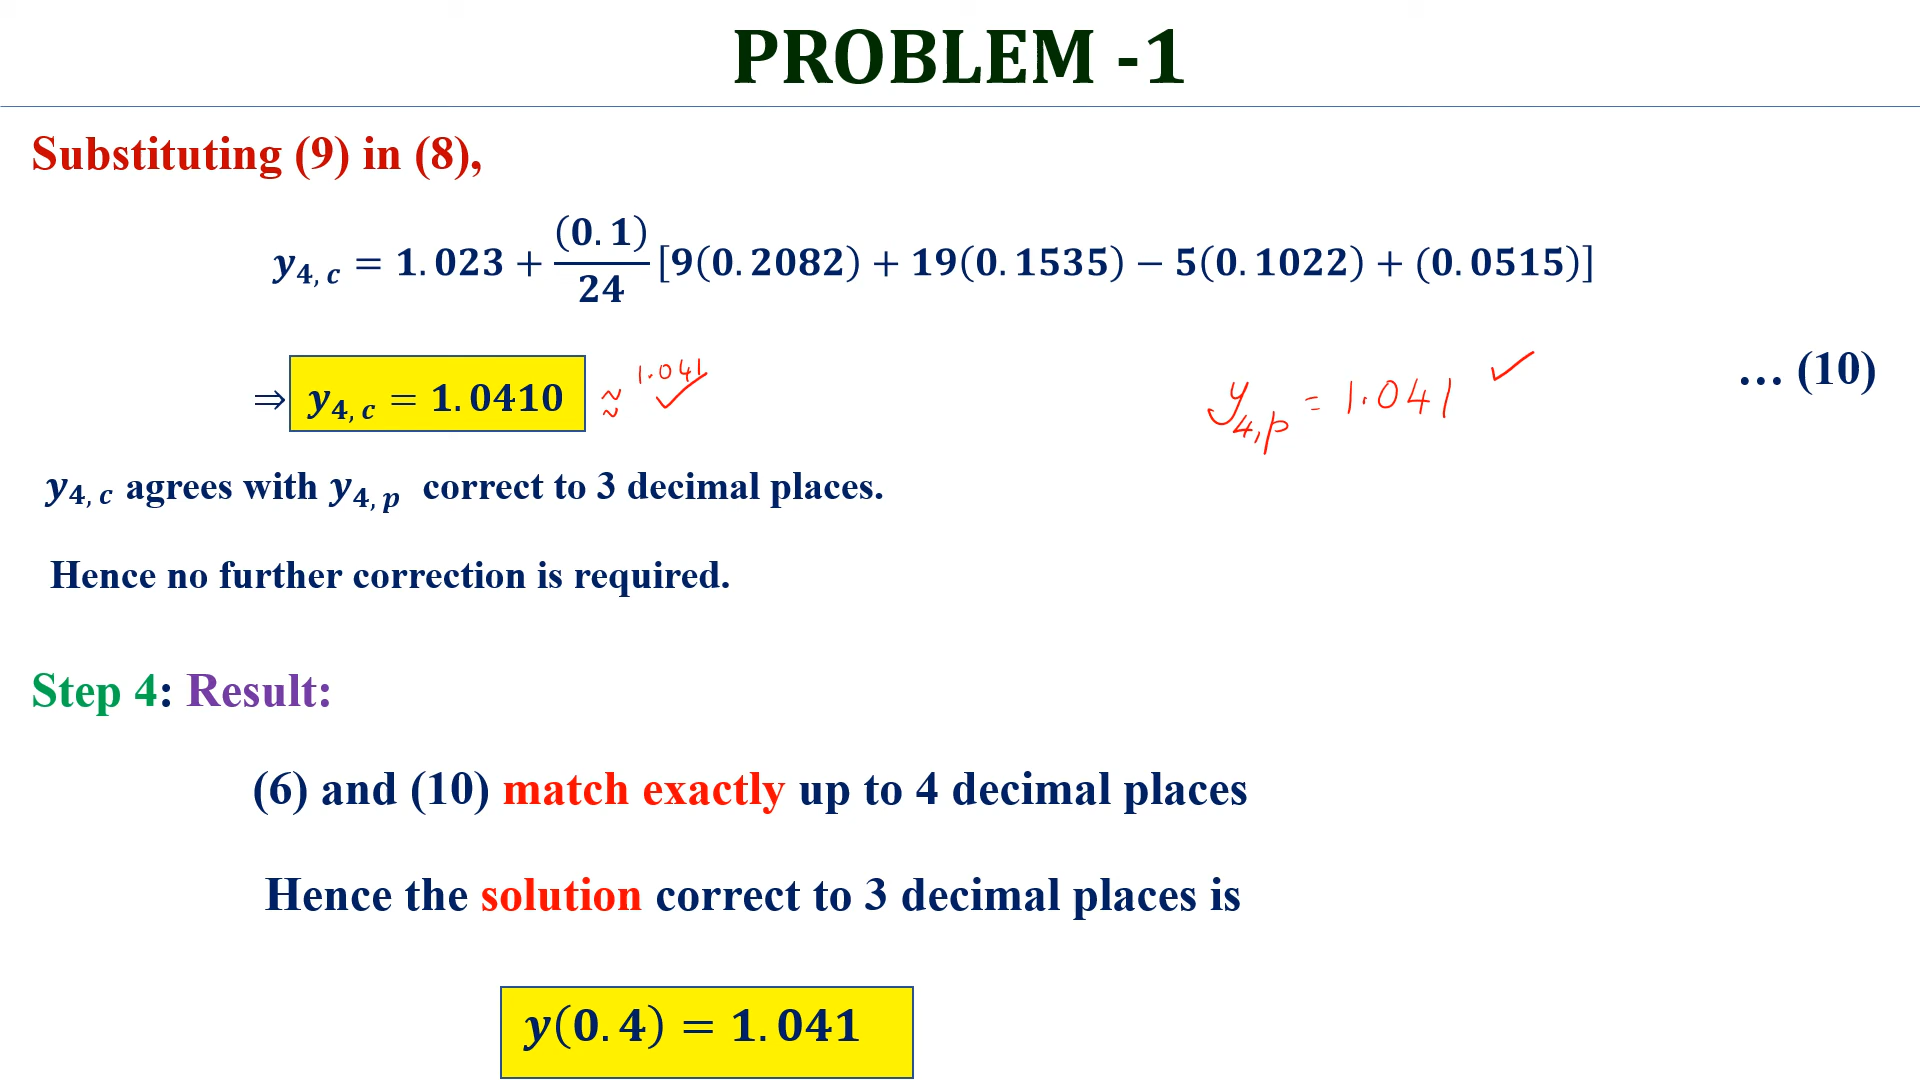 PROBLEM -1
Substituting (9) in (8),
y₄,c = 1.023 + (0.1)/24 [9(0.2082) + 19(0.1535) − 5(0.1022) + (0.0515)]
⇒ y₄,c = 1.0410 ≈ 1.041 y₄,p = 1.041 ✓ … (10)
y₄,c agrees with y₄,p correct to 3 decimal places.
Hence no further correction is required.
Step 4: Result:
(6) and (10) match exactly up to 4 decimal places
Hence the solution correct to 3 decimal places is
y(0.4) = 1.041